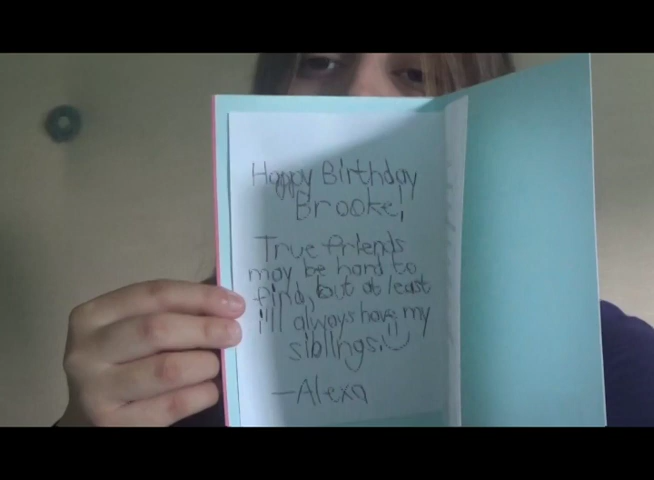 Happy Birthday
Brooke!
True friends
may be hard to
find, but at least
i'll always have my
siblings. :)
-Alexa